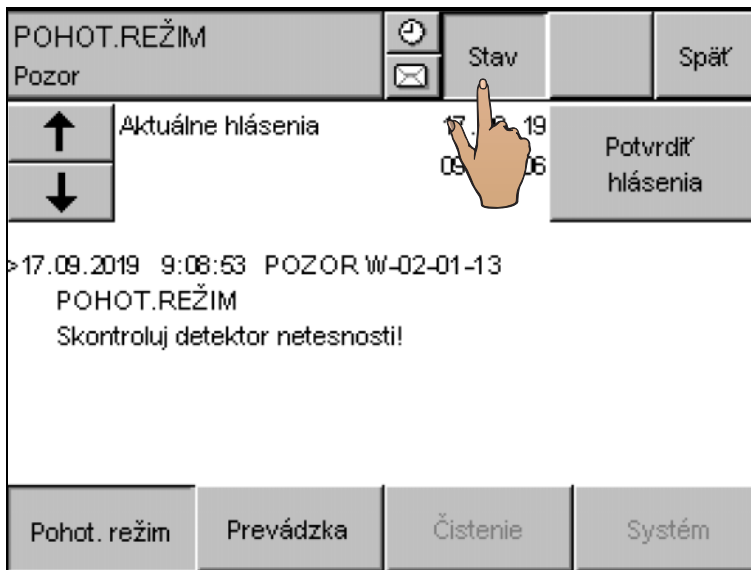 POHOT.REŽIM
Pozor
Stav
Späť
Aktuálne hlásenia
19
Potvrdiť
hlásenia
>17.09.2019 9:08:53 POZOR W-02-01-13
POHOT.REŽIM
Skontroluj detektor netesnosti!
Pohot. režim
Prevádzka
Čistenie
Systém